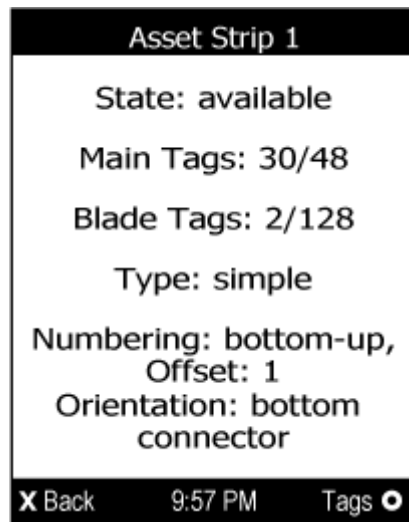 Asset Strip 1
State: available
Main Tags: 30/48
Blade Tags: 2/128
Type: simple
Numbering: bottom-up,
Offset: 1
Orientation: bottom
connector
X Back 9:57 PM Tags O